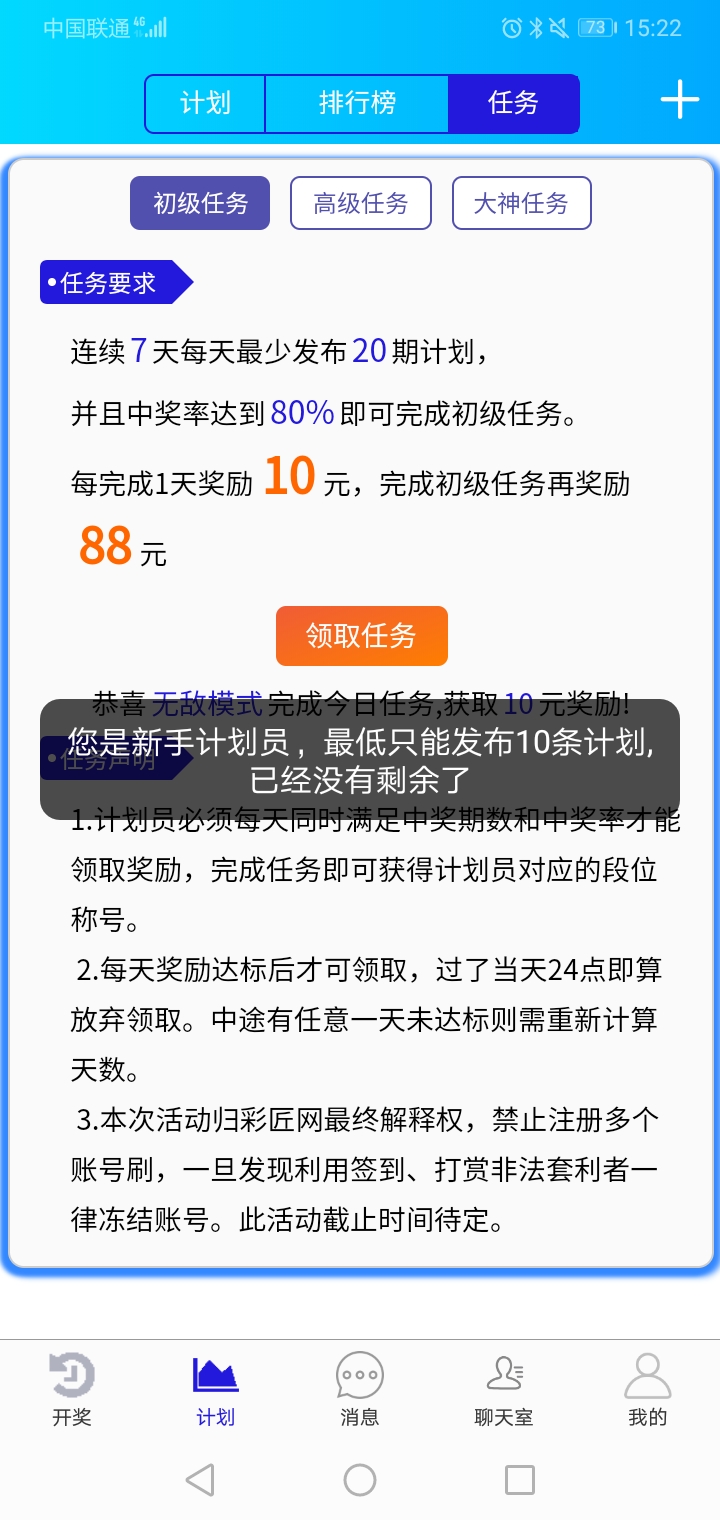 中国联通 4G 73 15:22
计划 排行榜 任务
初级任务 高级任务 大神任务
•任务要求
连续7天每天最少发布20期计划，
并且中奖率达到80%即可完成初级任务。
每完成1天奖励 10 元，完成初级任务再奖励
88 元
领取任务
恭喜 无敌模式 完成今日任务,获取 10 元奖励!
您是新手计划员， 最低只能发布10条计划,
已经没有剩余了
•任务声明
1.计划员必须每天同时满足中奖期数和中奖率才能
领取奖励，完成任务即可获得计划员对应的段位
称号。
2.每天奖励达标后才可领取，过了当天24点即算
放弃领取。中途有任意一天未达标则需重新计算
天数。
3.本次活动归彩匠网最终解释权，禁止注册多个
账号刷，一旦发现利用签到、打赏非法套利者一
律冻结账号。此活动截止时间待定。
开奖 计划 消息 聊天室 我的